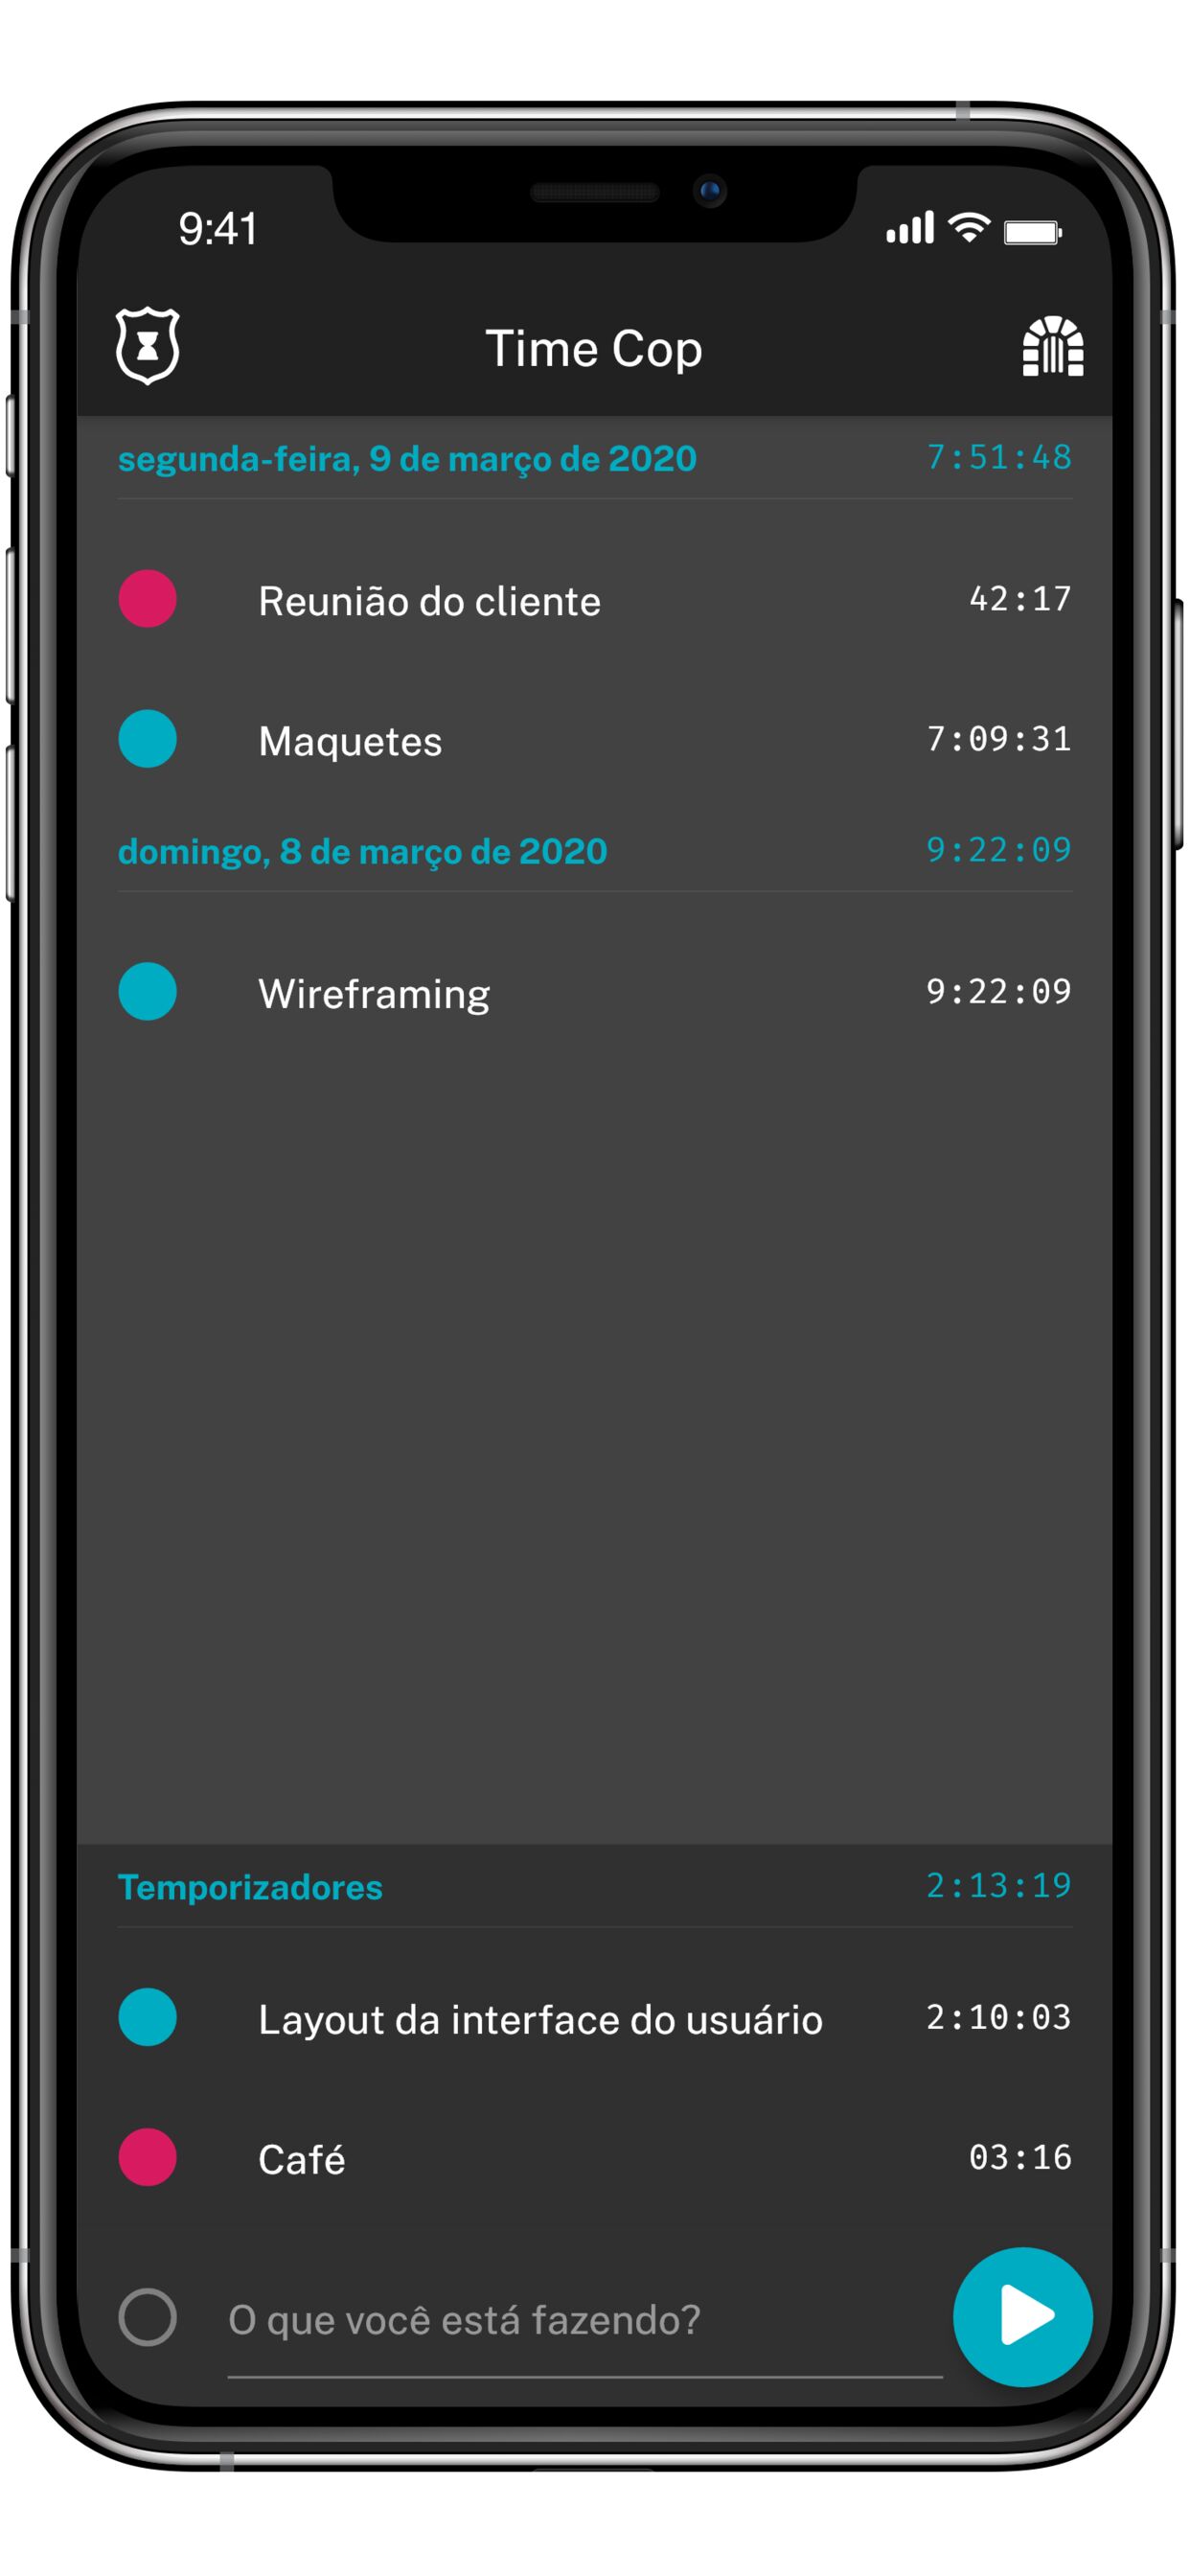 9:41
Time Cop
segunda-feira, 9 de março de 2020 7:51:48
Reunião do cliente 42:17
Maquetes 7:09:31
domingo, 8 de março de 2020 9:22:09
Wireframing 9:22:09
Temporizadores 2:13:19
Layout da interface do usuário 2:10:03
Café 03:16
O que você está fazendo?